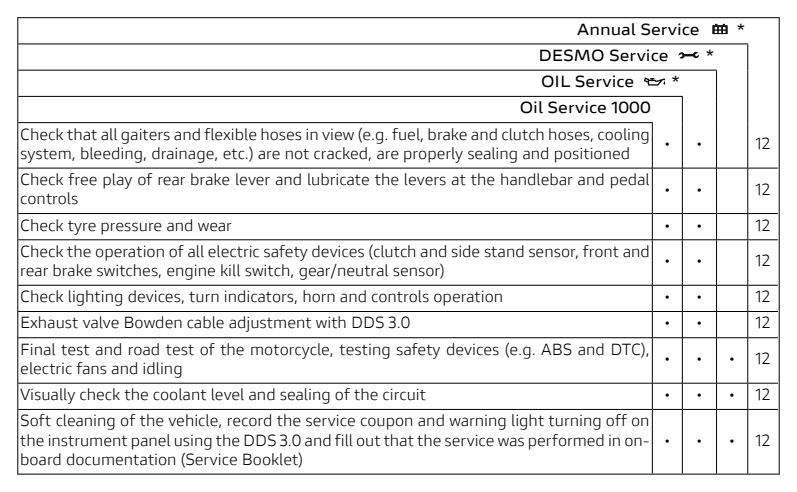 Annual Service *
DESMO Service *
OIL Service *
Oil Service 1000
Check that all gaiters and flexible hoses in view (e.g. fuel, brake and clutch hoses, cooling
system, bleeding, drainage, etc.) are not cracked, are properly sealing and positioned • • 12
Check free play of rear brake lever and lubricate the levers at the handlebar and pedal
controls • • 12
Check tyre pressure and wear • • 12
Check the operation of all electric safety devices (clutch and side stand sensor, front and
rear brake switches, engine kill switch, gear/neutral sensor) • • 12
Check lighting devices, turn indicators, horn and controls operation • • 12
Exhaust valve Bowden cable adjustment with DDS 3.0 • • 12
Final test and road test of the motorcycle, testing safety devices (e.g. ABS and DTC),
electric fans and idling • • • 12
Visually check the coolant level and sealing of the circuit • • • 12
Soft cleaning of the vehicle, record the service coupon and warning light turning off on
the instrument panel using the DDS 3.0 and fill out that the service was performed in on-
board documentation (Service Booklet) • • • 12